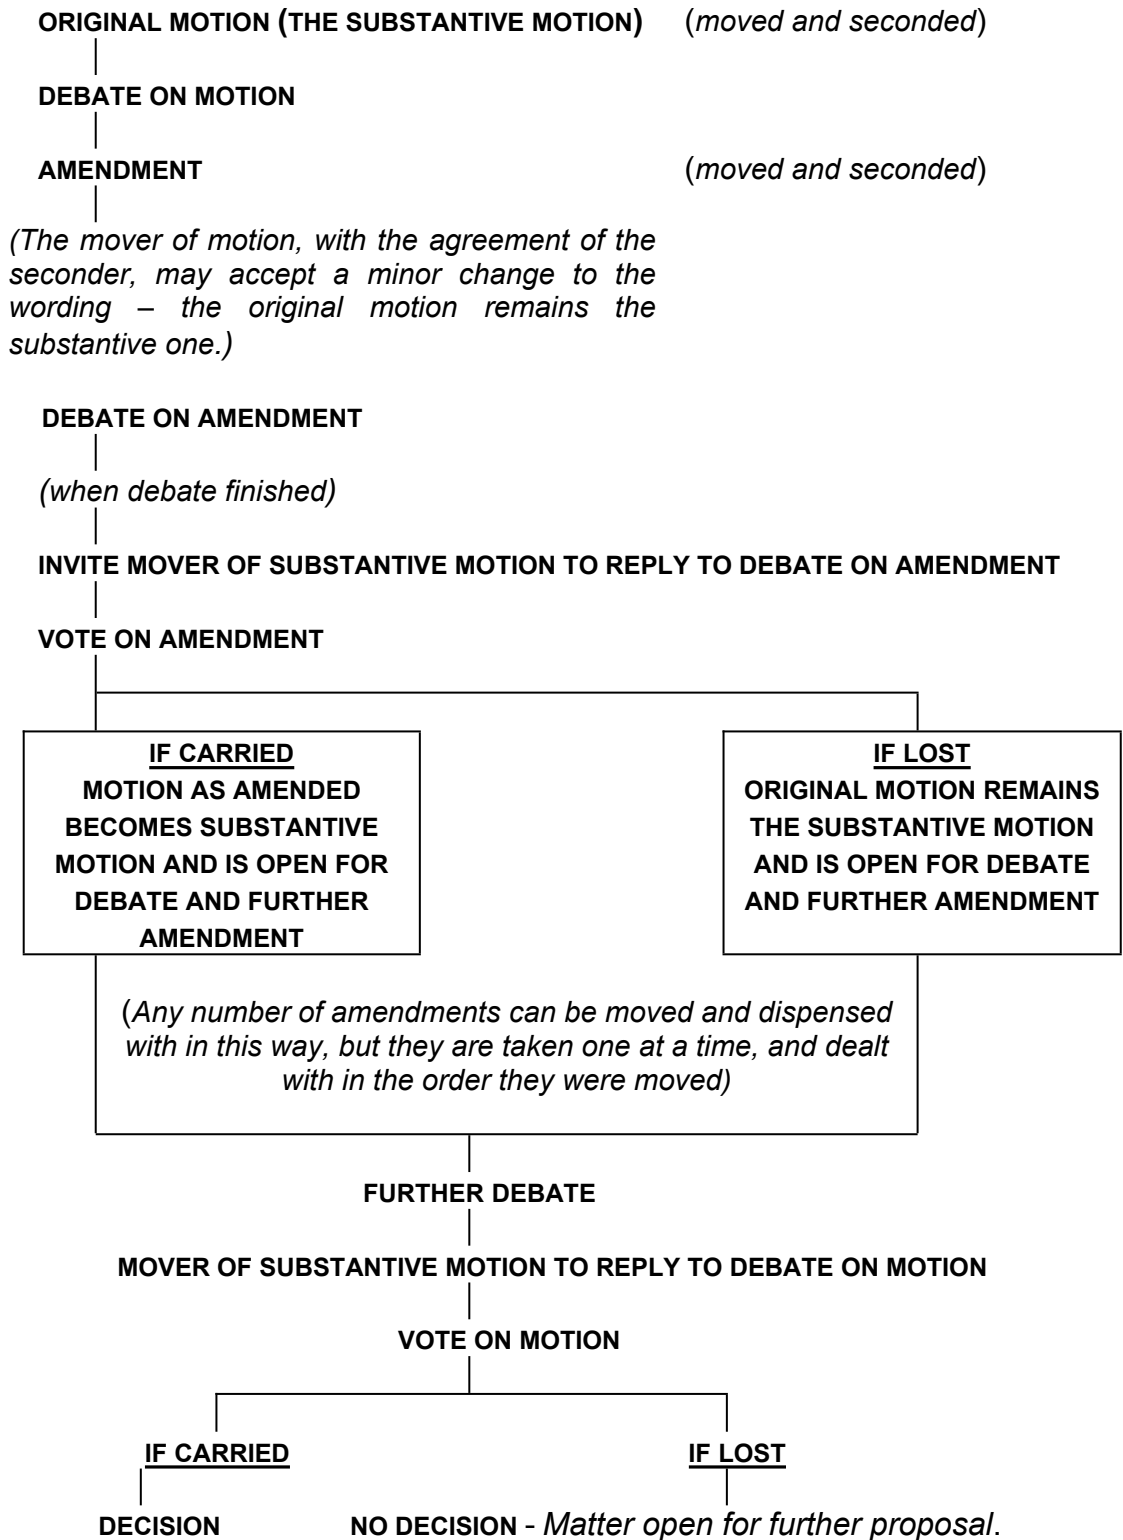 ORIGINAL MOTION (THE SUBSTANTIVE MOTION) (moved and seconded)
DEBATE ON MOTION
AMENDMENT (moved and seconded)
(The mover of motion, with the agreement of the
seconder, may accept a minor change to the
wording – the original motion remains the
substantive one.)
DEBATE ON AMENDMENT
(when debate finished)
INVITE MOVER OF SUBSTANTIVE MOTION TO REPLY TO DEBATE ON AMENDMENT
VOTE ON AMENDMENT
IF CARRIED
MOTION AS AMENDED
BECOMES SUBSTANTIVE
MOTION AND IS OPEN FOR
DEBATE AND FURTHER
AMENDMENT
IF LOST
ORIGINAL MOTION REMAINS
THE SUBSTANTIVE MOTION
AND IS OPEN FOR DEBATE
AND FURTHER AMENDMENT
(Any number of amendments can be moved and dispensed
with in this way, but they are taken one at a time, and dealt
with in the order they were moved)
FURTHER DEBATE
MOVER OF SUBSTANTIVE MOTION TO REPLY TO DEBATE ON MOTION
VOTE ON MOTION
IF CARRIED
IF LOST
DECISION
NO DECISION - Matter open for further proposal.